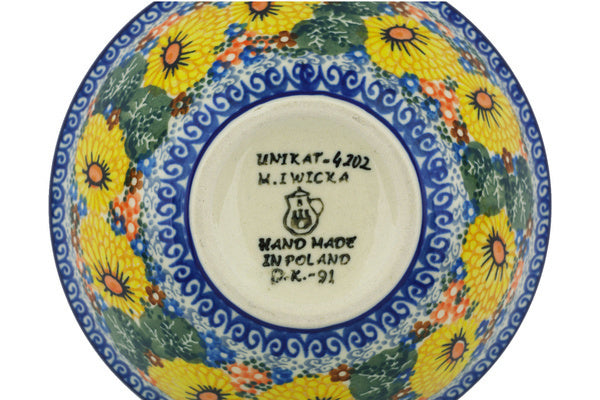 UNIKAT-4202
M.IWICKA
HAND MADE
IN POLAND
D.K.-91